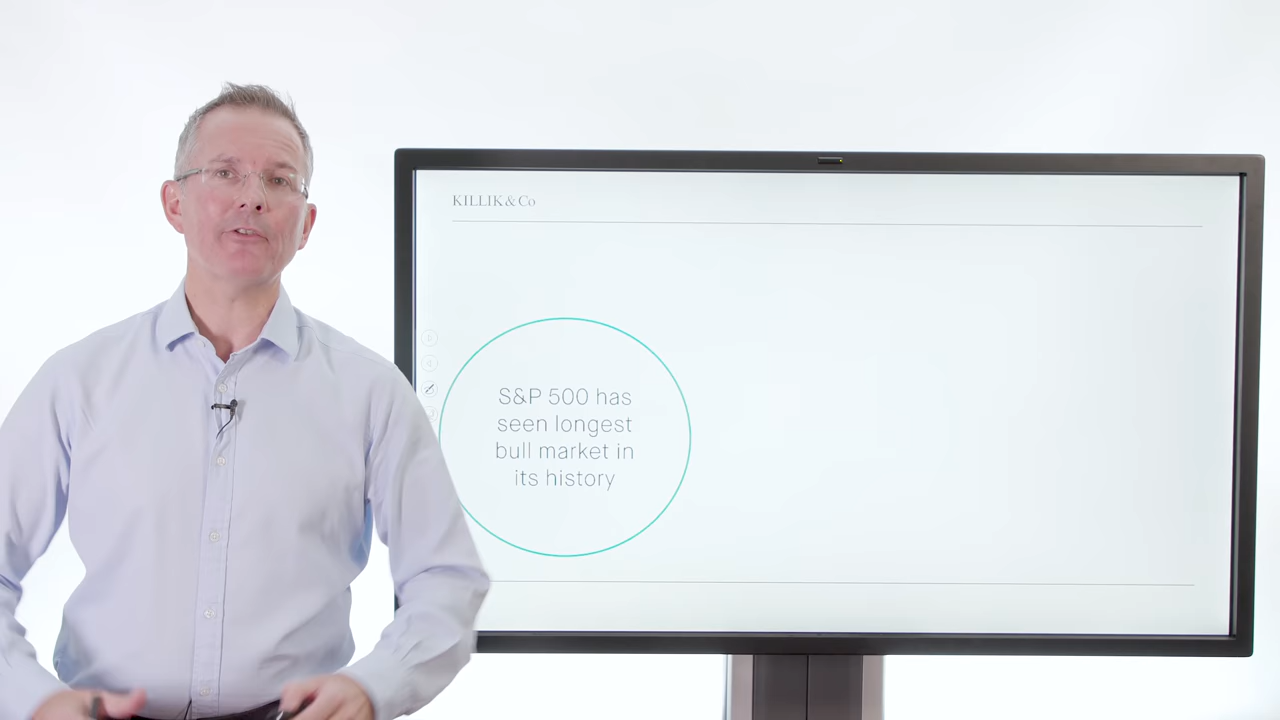 KILLIK & Co
S&P 500 has
seen longest
bull market in
its history